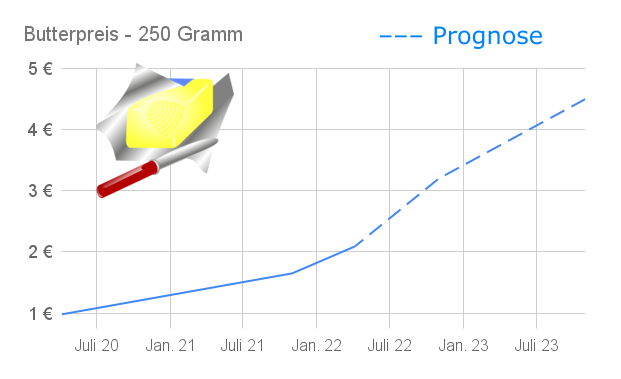 Butterpreis - 250 Gramm
Prognose
5 €
4 €
3 €
2 €
1 €
Juli 20 Jan. 21 Juli 21 Jan. 22 Juli 22 Jan. 23 Juli 23